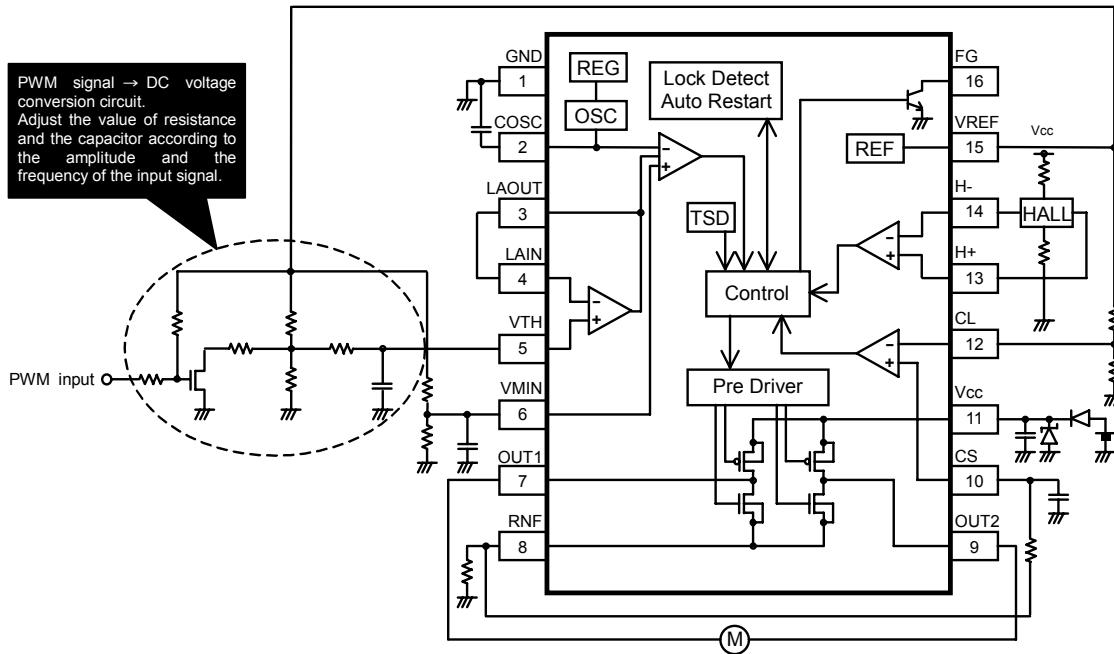 PWM signal → DC voltage
conversion circuit.
Adjust the value of resistance
and the capacitor according to
the amplitude and the
frequency of the input signal.
PWM input
GND
1
COSC
2
LAOUT
3
LAIN
4
VTH
5
VMIN
6
OUT1
7
RNF
8
REG
OSC
Lock Detect
Auto Restart
TSD
−
+
−
+
Control
Pre Driver
REF
−
+
−
+
FG
16
VREF
15
H-
14
H+
13
CL
12
Vcc
11
CS
10
OUT2
9
Vcc
HALL
M